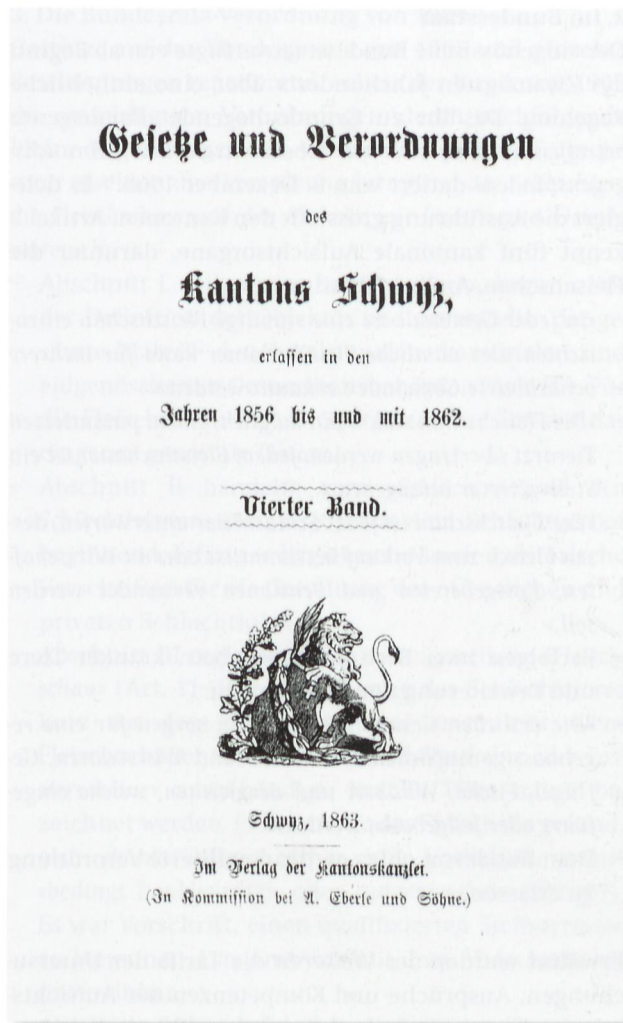 Gesetze und Verordnungen
des
Kantons Schwyz,
erlassen in den
Jahren 1856 bis und mit 1862.
Vierter Band.
Schwyz, 1863.
Im Verlag der Kantonskanzlei.
(In Kommission bei A. Eberle und Söhne.)